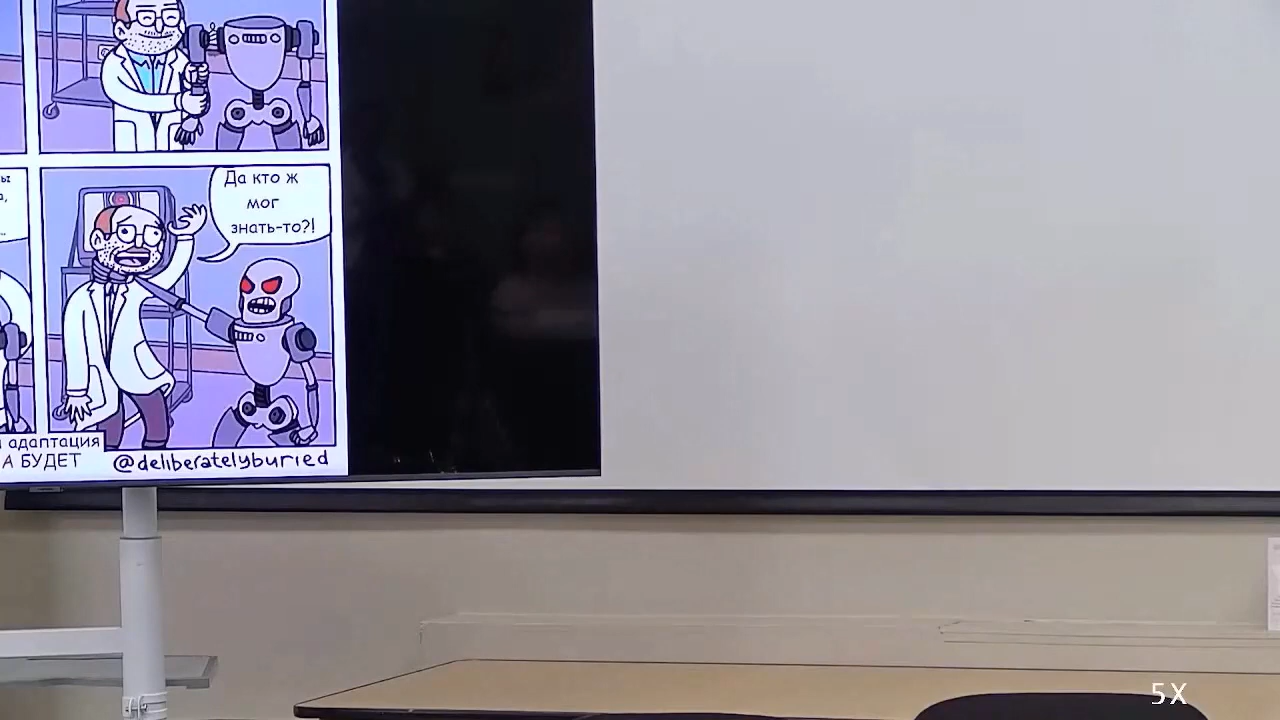 Да кто ж
мог
знать-то?!
адаптация
А БУДЕТ
@deliberatelyburied
5X